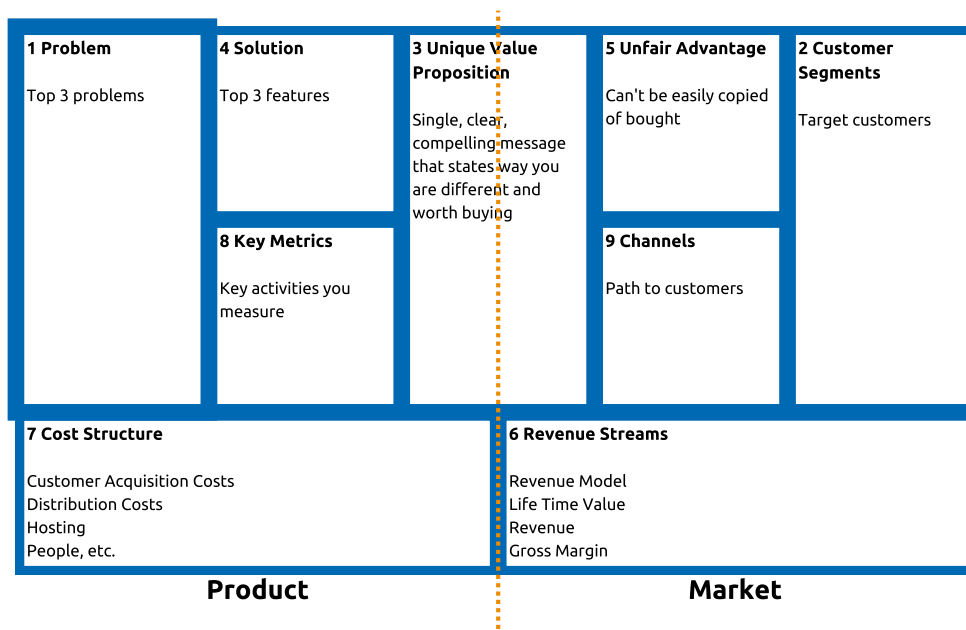 1 Problem
Top 3 problems
4 Solution
Top 3 features
8 Key Metrics
Key activities you
measure
3 Unique Value
Proposition
Single, clear,
compelling message
that states way you
are different and
worth buying
5 Unfair Advantage
Can't be easily copied
of bought
9 Channels
Path to customers
2 Customer
Segments
Target customers
7 Cost Structure
Customer Acquisition Costs
Distribution Costs
Hosting
People, etc.
6 Revenue Streams
Revenue Model
Life Time Value
Revenue
Gross Margin
Product
Market